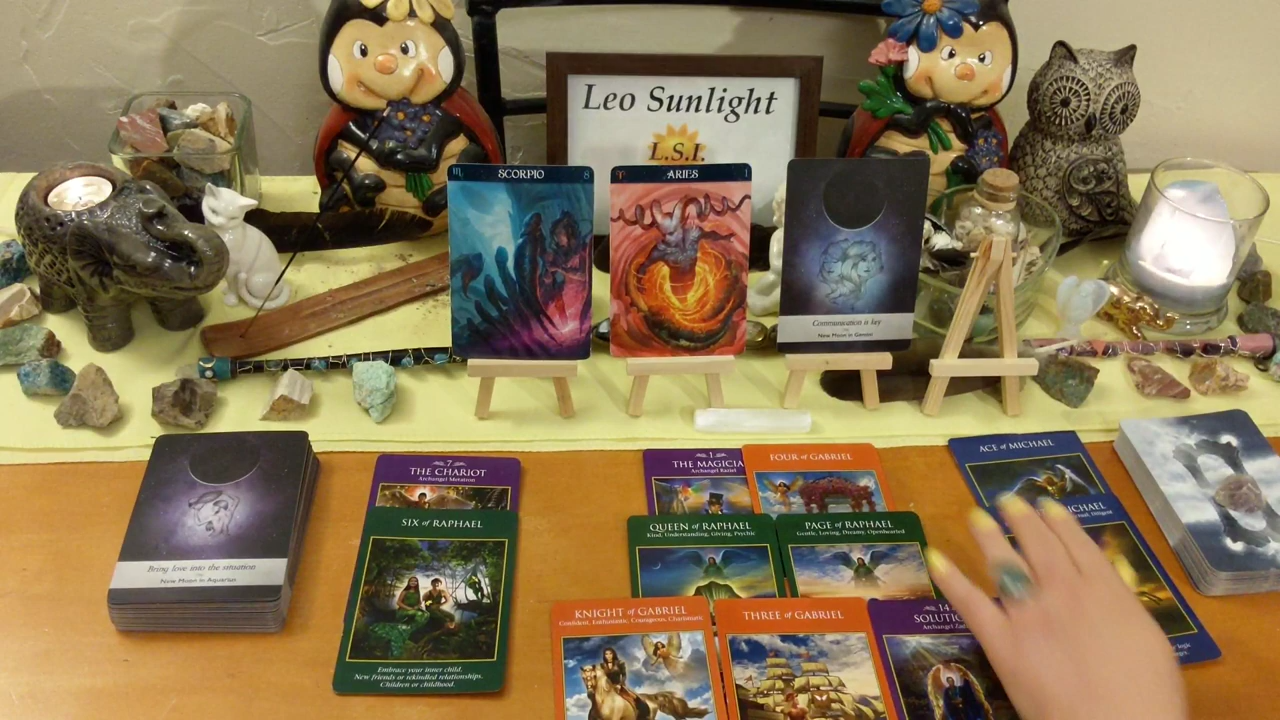 Leo Sunlight
L.S.I.
♏ SCORPIO 8
♈ ARIES 1
Communication is key
New Moon in Gemini
Bring love into the situation
New Moon in Aquarius
7
THE CHARIOT
Archangel Metatron
SIX of RAPHAEL
Embrace your inner child.
New friends or rekindled relationships.
Children or childhood.
1
THE MAGICIA
Archangel Raziel
FOUR of GABRIEL
QUEEN of RAPHAEL
Kind, Understanding, Giving, Psychic
PAGE of RAPHAEL
Gentle, Loving, Dreamy, Openhearted
KNIGHT of GABRIEL
Confident, Enthusiastic, Courageous, Charismatic
THREE of GABRIEL
14
SOLUTIO
Archangel
ACE of MICHAEL
MICHAEL
Diligent